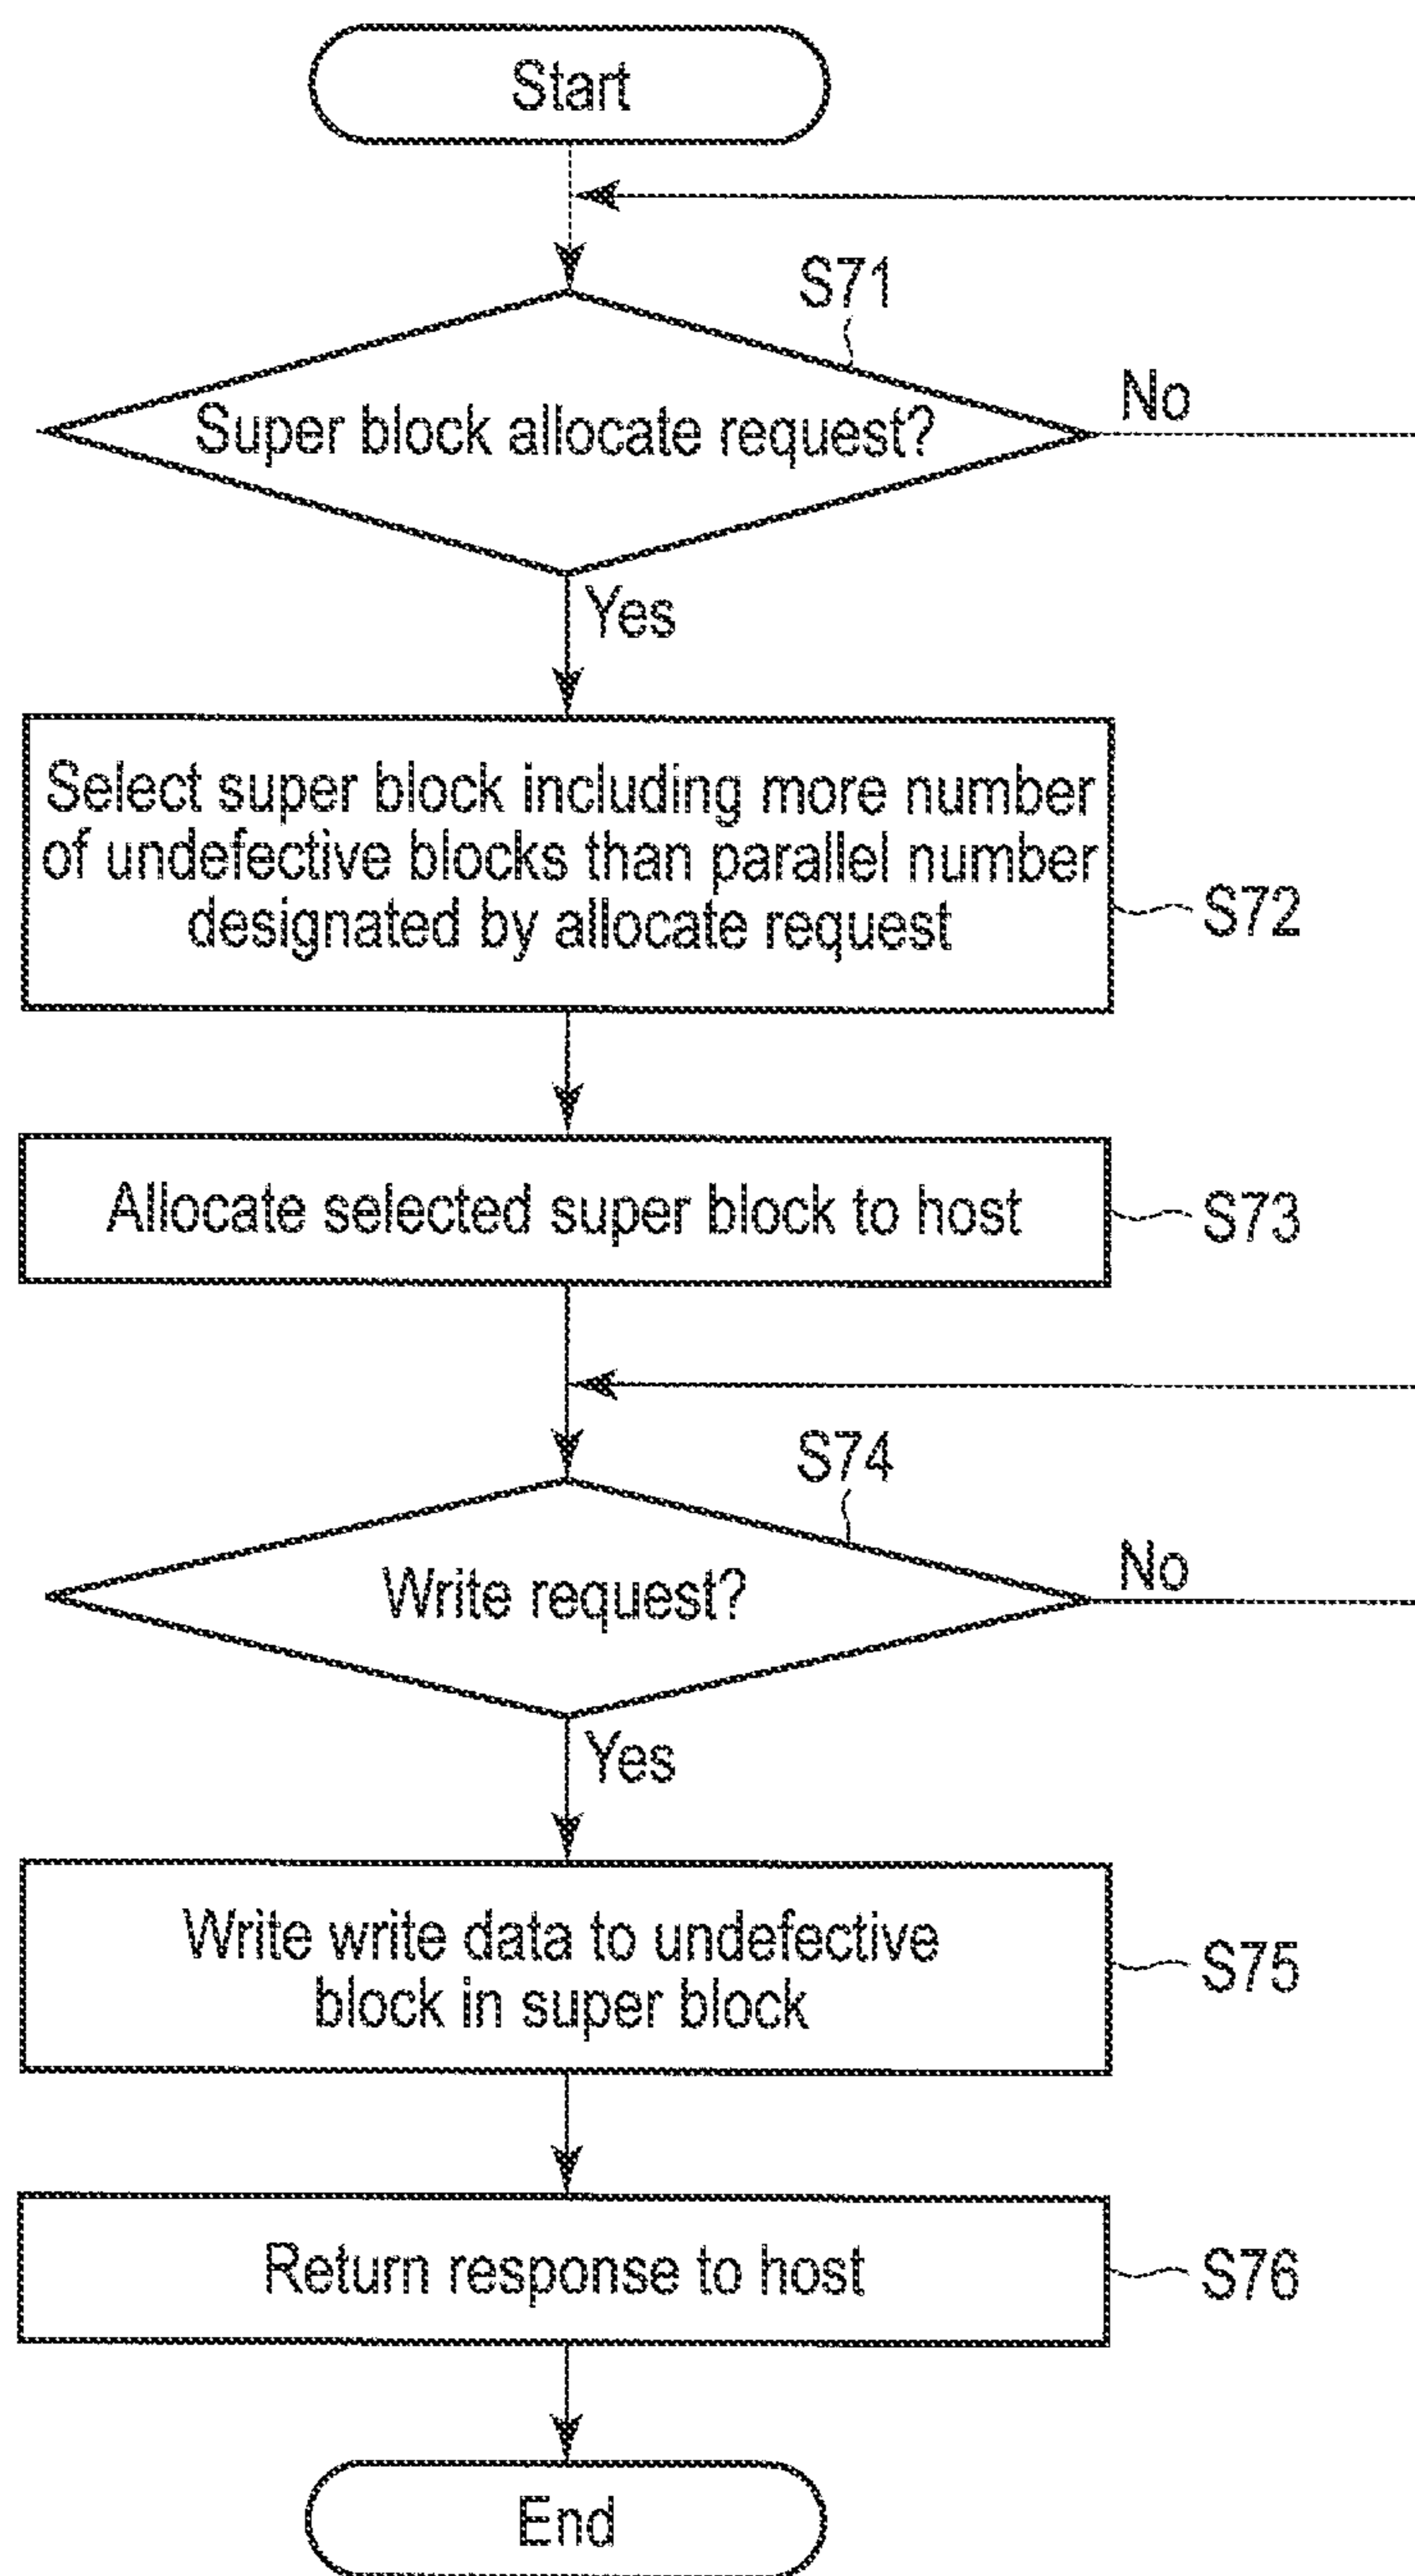 Start
S71
Super block allocate request?
No
Yes
Select super block including more number
of undefective blocks than parallel number
designated by allocate request
S72
Allocate selected super block to host
S73
S74
Write request?
No
Yes
Write write data to undefective
block in super block
S75
Return response to host
S76
End